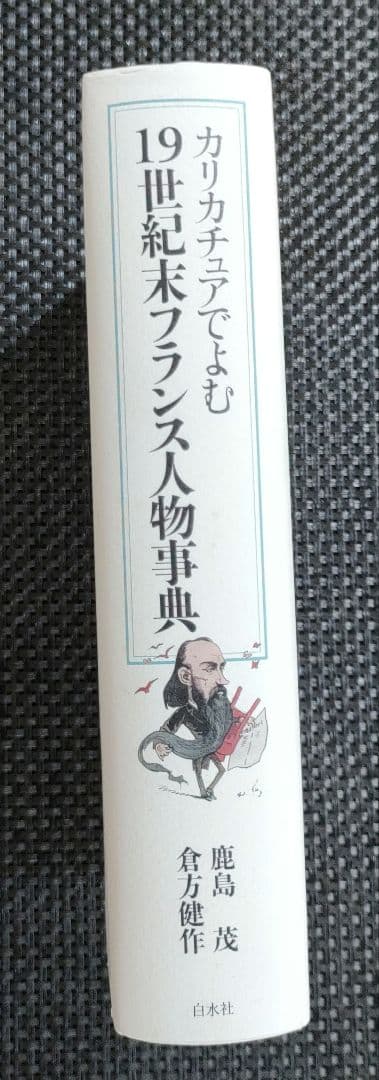 カリカチュアでよむ
19世紀末フランス人物事典
鹿島 茂
倉方健作
白水社